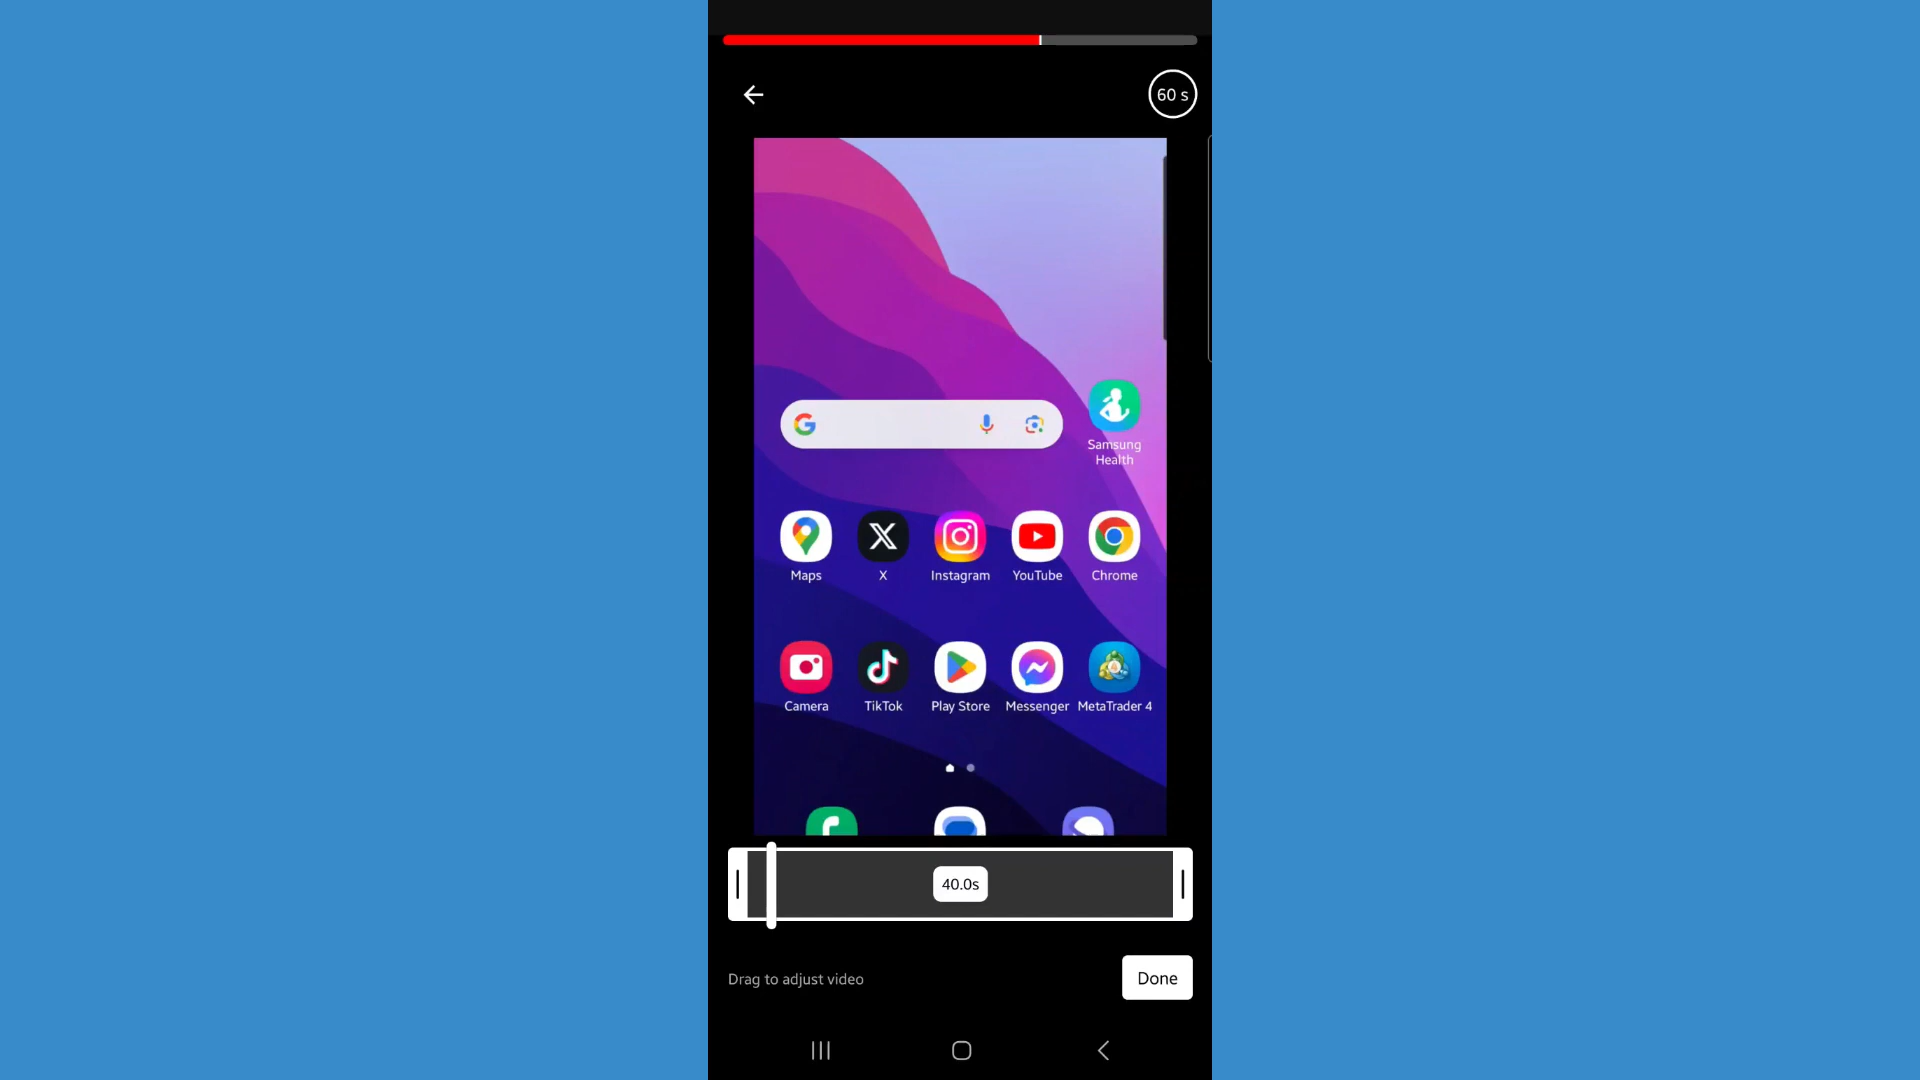 60 s
Samsung
Health
Maps
X
Instagram
YouTube
Chrome
Camera
TikTok
Play Store
Messenger
MetaTrader 4
40.0s
Drag to adjust video
Done